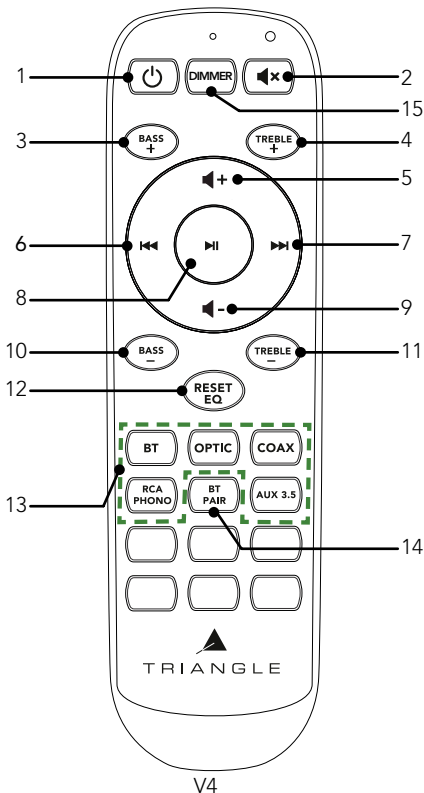 1
DIMMER
2
15
3
BASS
+
TREBLE
+
4
+
5
6
7
8
-
9
10
BASS
–
TREBLE
–
11
12
RESET
EQ
BT
OPTIC
COAX
13
RCA
PHONO
BT
PAIR
AUX 3.5
14
TRIANGLE
V4